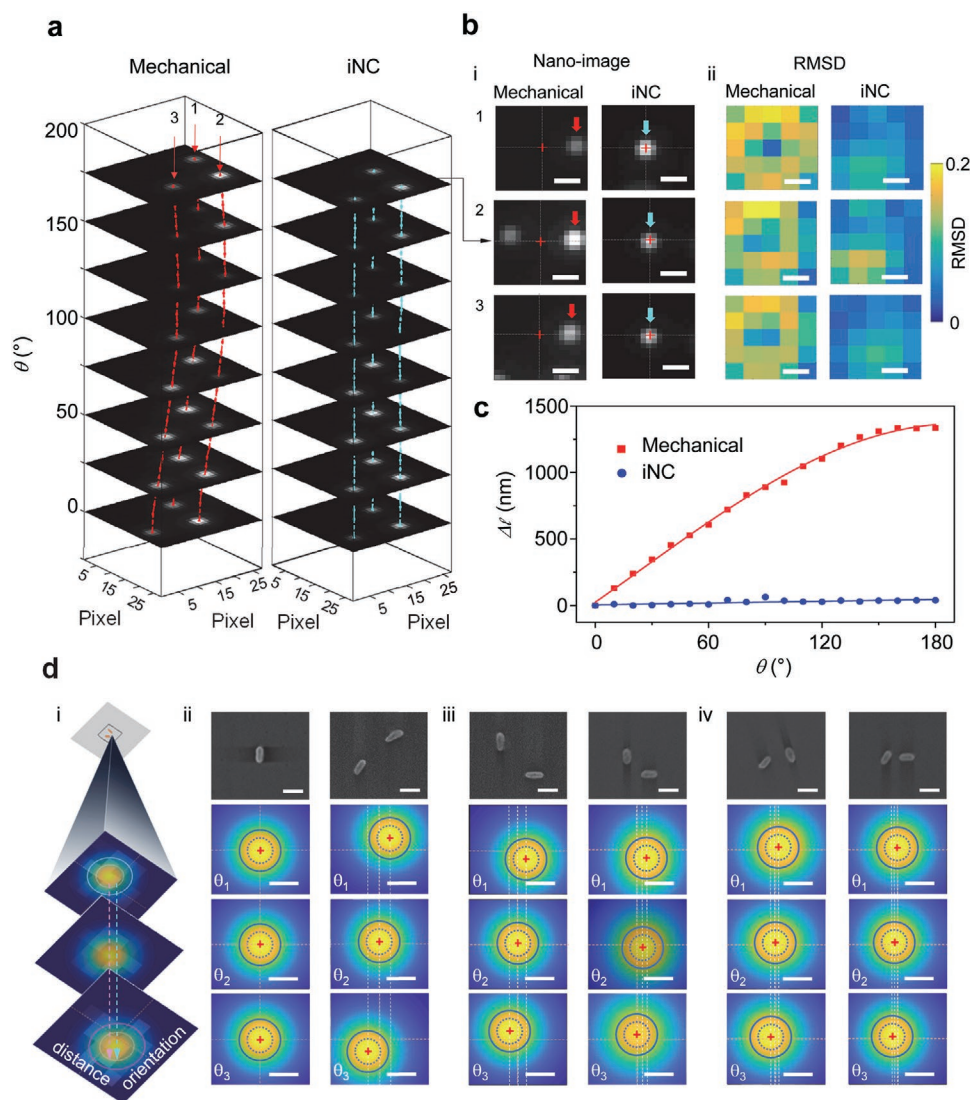 a
Mechanical
iNC
3
1
2
200
150
100
50
0
θ (°)
5
15
25
Pixel
5
15
25
Pixel
5
15
25
Pixel
5
15
25
b
i
Nano-image
Mechanical
iNC
1
2
3
ii
RMSD
Mechanical
iNC
0.2
RMSD
0
c
1500
1000
500
0
Δℓ (nm)
Mechanical
iNC
0
60
120
180
θ (°)
d
i
ii
iii
iv
θ1
θ1
θ1
θ1
θ1
θ1
θ2
θ2
θ2
θ2
θ2
θ2
θ3
θ3
θ3
θ3
θ3
θ3
distance
orientation